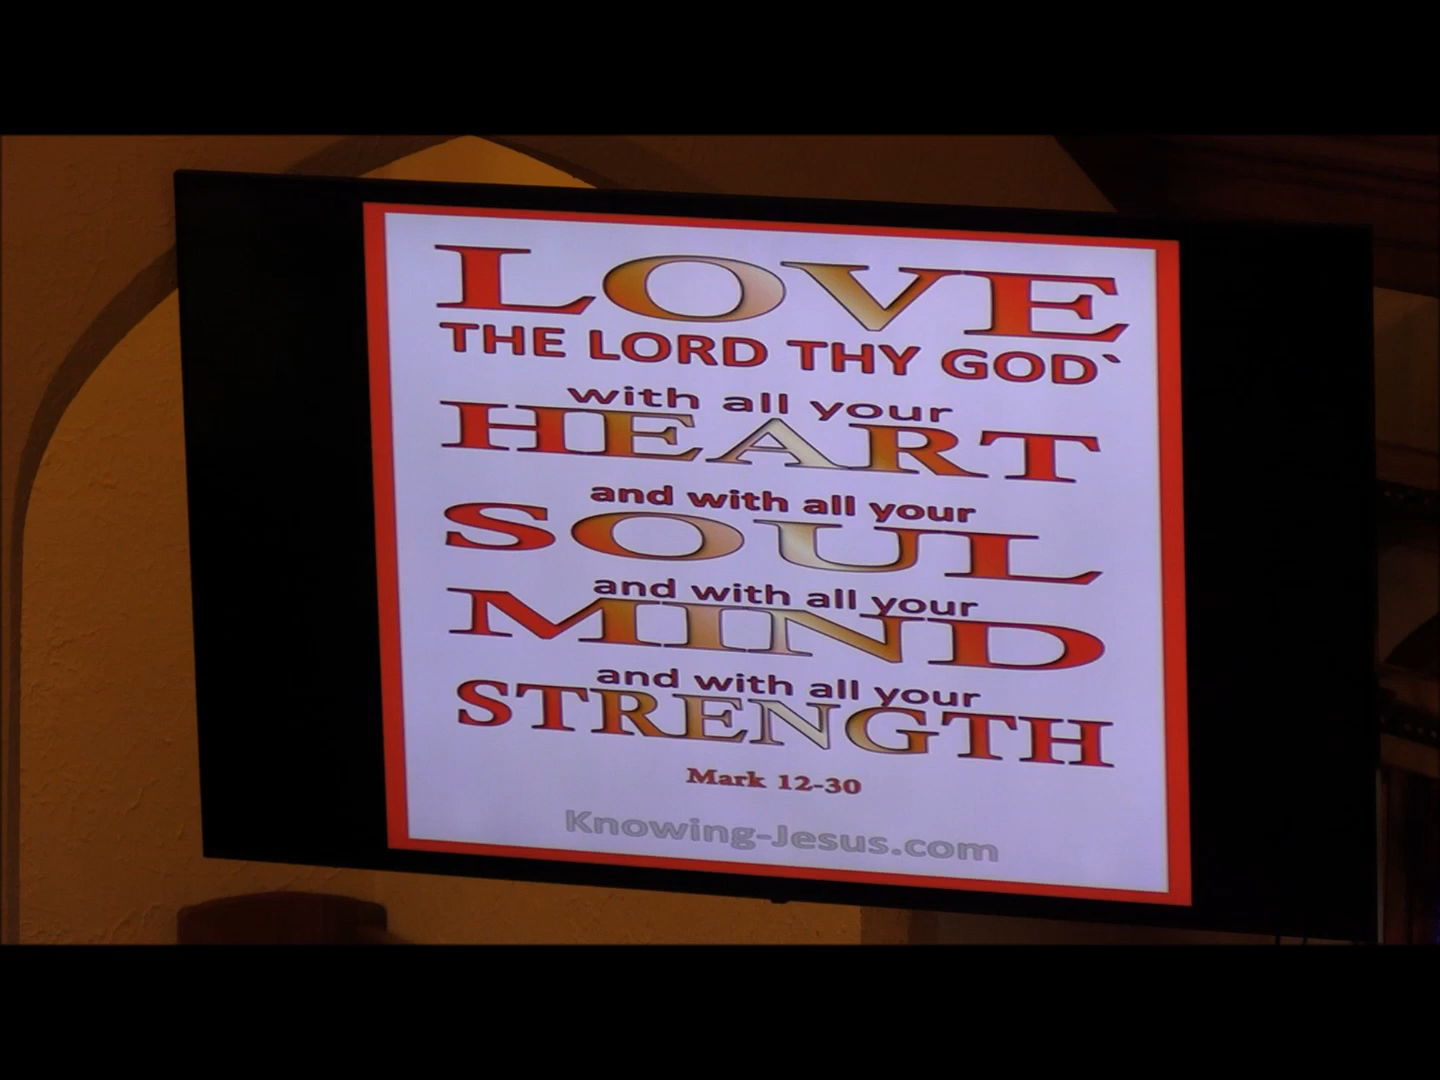 LOVE
THE LORD THY GOD`
with all your
HEART
and with all your
SOUL
and with all your
MIND
and with all your
STRENGTH
Mark 12-30
Knowing-Jesus.com